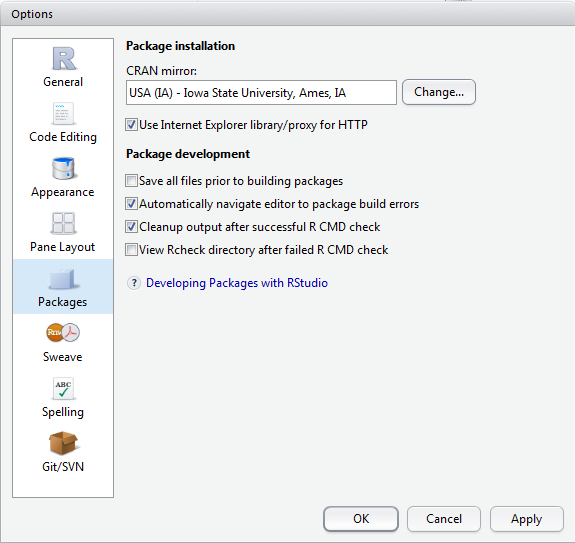 Options
R
General
Code Editing
Appearance
Pane Layout
Packages
Rnw
Sweave
ABC
Spelling
Git/SVN
Package installation
CRAN mirror:
USA (IA) - Iowa State University, Ames, IA
Change...
Use Internet Explorer library/proxy for HTTP
Package development
Save all files prior to building packages
Automatically navigate editor to package build errors
Cleanup output after successful R CMD check
View Rcheck directory after failed R CMD check
? Developing Packages with RStudio
OK Cancel Apply